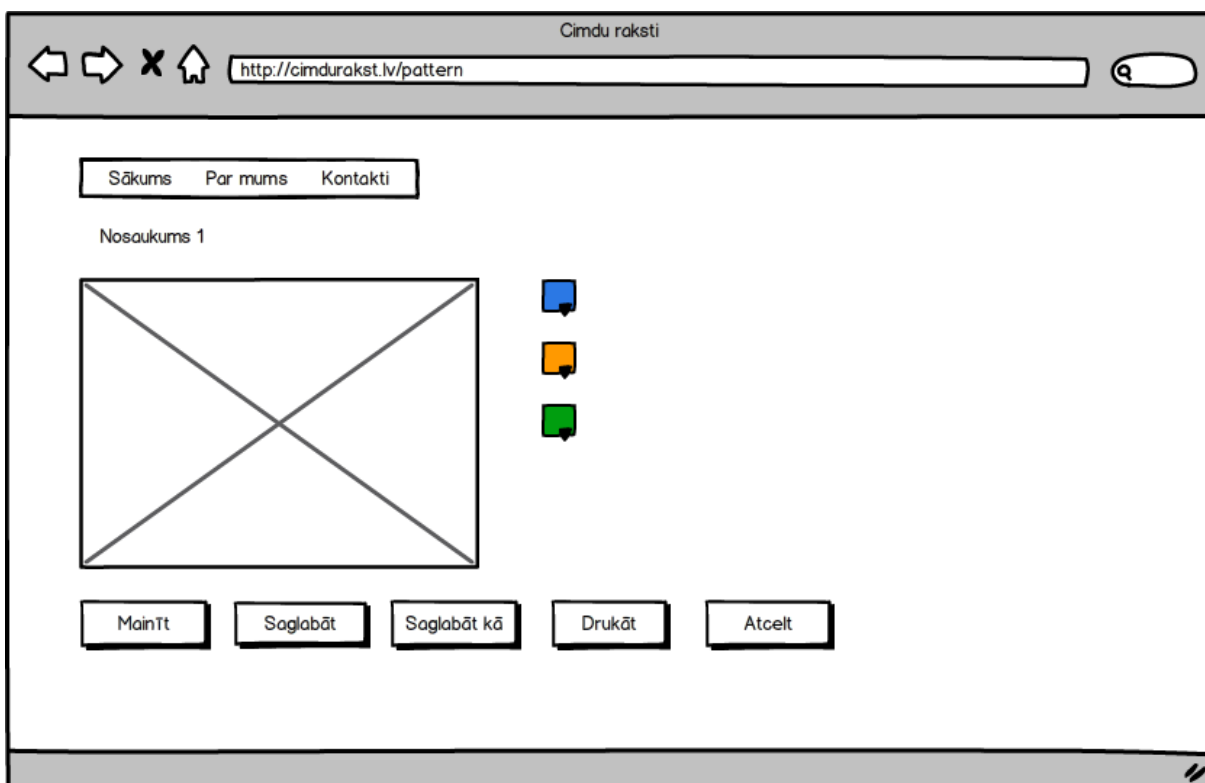 Cimdu raksti
http://cimdurakst.lv/pattern
Sākums Par mums Kontakti
Nosaukums 1
Mainīt Saglabāt Saglabāt kā Drukāt Atcelt